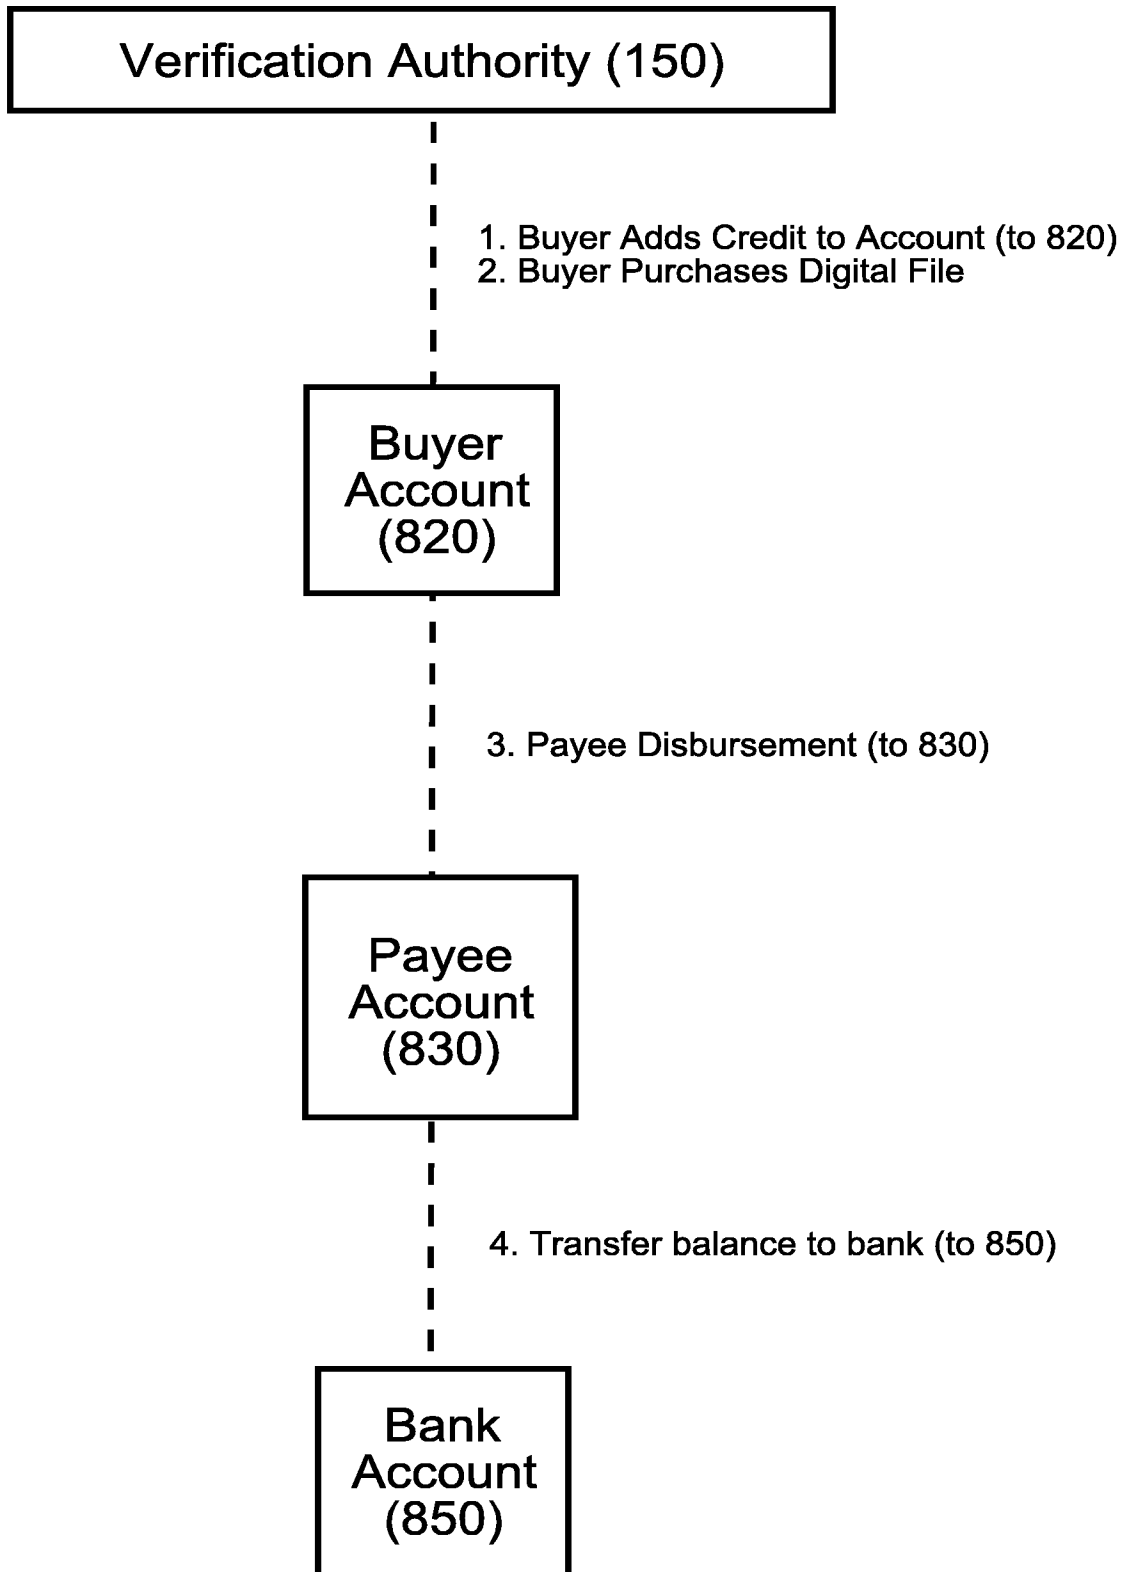 Verification Authority (150)
1. Buyer Adds Credit to Account (to 820)
2. Buyer Purchases Digital File
Buyer
Account
(820)
3. Payee Disbursement (to 830)
Payee
Account
(830)
4. Transfer balance to bank (to 850)
Bank
Account
(850)